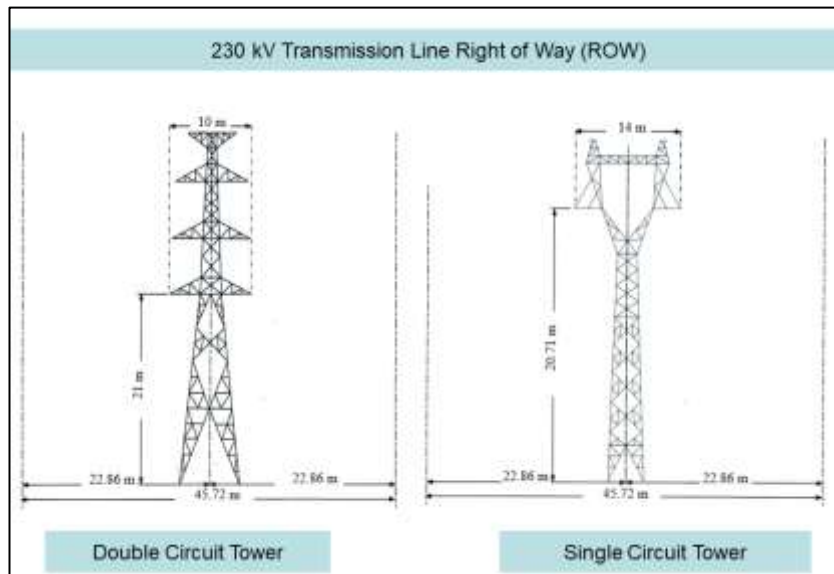 230 kV Transmission Line Right of Way (ROW)
10 m
14 m
21 m
20.71 m
22.86 m 22.86 m
45.72 m
22.86 m 22.86 m
45.72 m
Double Circuit Tower
Single Circuit Tower